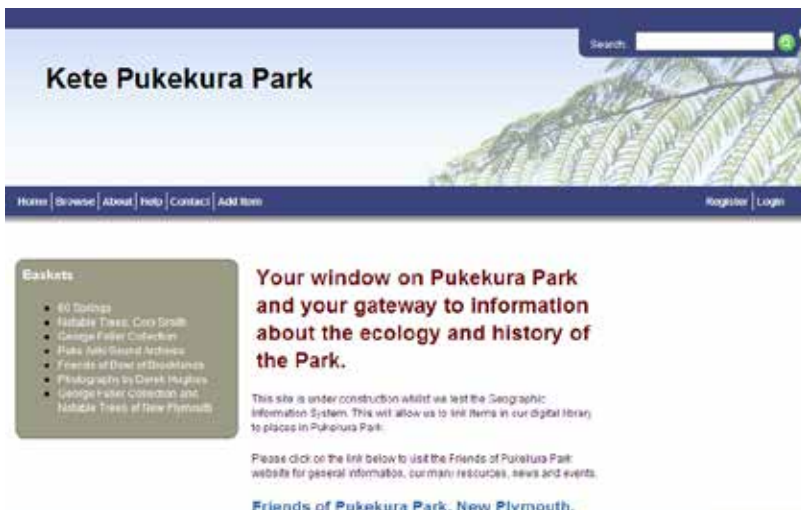 Search:
Kete Pukekura Park
Home Browse About Help Contact Add Item
Register Login
Baskets
60 Springs
Notable Trees, Cory Smith
George Fuller Collection
Puke Ariki Sound Archives
Friends of Bowl of Brooklands
Photography by Derek Hughes
George Fuller Collection and
Notable Trees of New Plymouth
Your window on Pukekura Park
and your gateway to information
about the ecology and history of
the Park.
This site is under construction whilst we test the Geographic
Information System. This will allow us to link items in our digital library
to places in Pukekura Park.
Please click on the link below to visit the Friends of Pukekura Park
website for general information, our many resources, news and events.
Friends of Pukekura Park, New Plymouth.